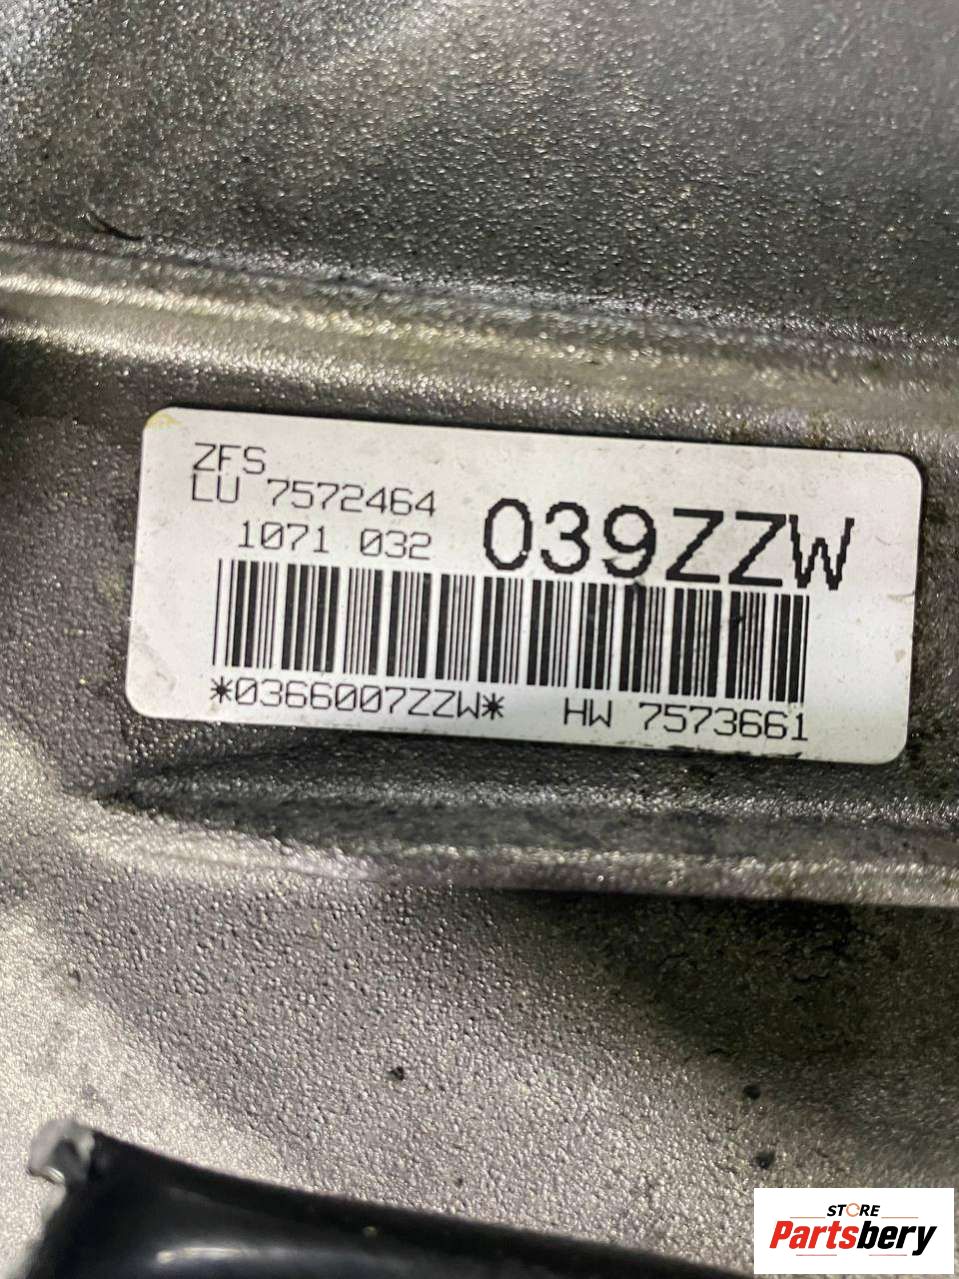 ZFS
LU 7572464
1071 032
039ZZW
*0366007ZZW* HW 7573661
STORE
Partsbery